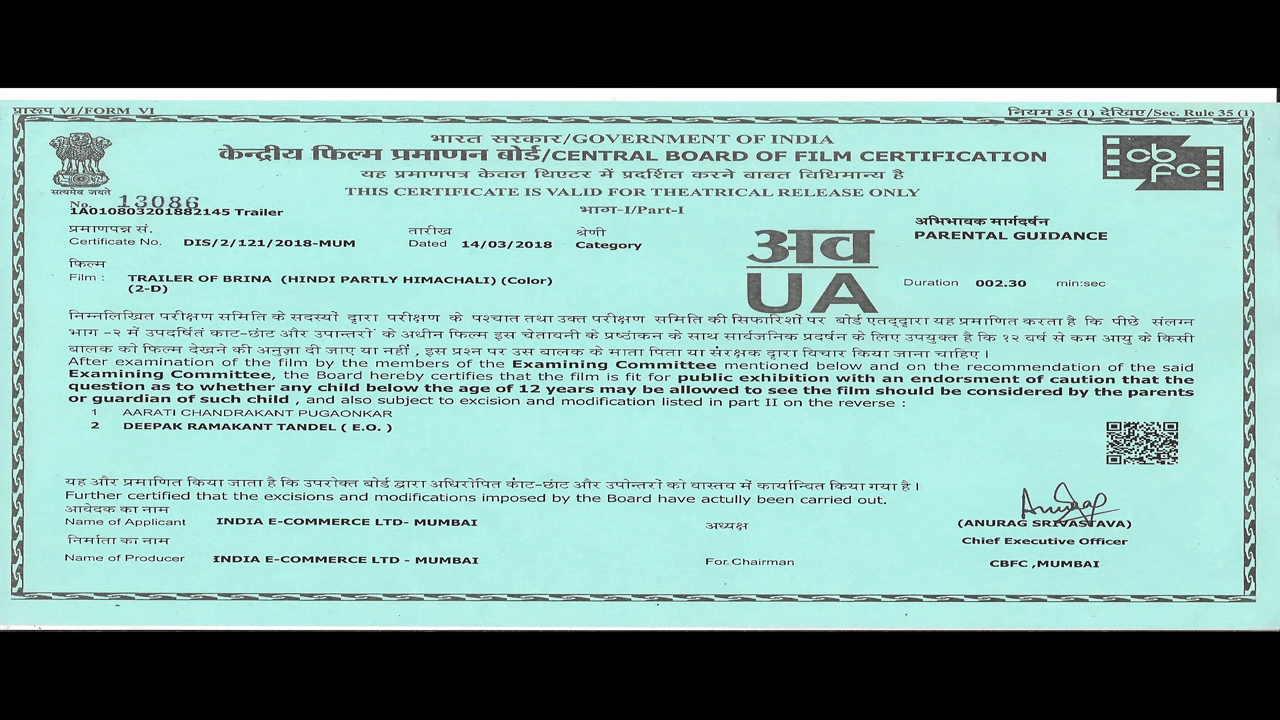 प्रारूप VI/FORM VI
नियम 35 (1) देखिए/Sec. Rule 35 (1)
भारत सरकार/GOVERNMENT OF INDIA
केन्द्रीय फिल्म प्रमाणन बोर्ड/CENTRAL BOARD OF FILM CERTIFICATION
यह प्रमाणपत्र केवल थिएटर में प्रदर्शित करने बाबत विधिमान्य है
THIS CERTIFICATE IS VALID FOR THEATRICAL RELEASE ONLY
cb
fc
सत्यमेव जयते
No. 13086
1A010803201882145 Trailer
भाग-I/Part-I
प्रमाणपत्र सं.
Certificate No. DIS/2/121/2018-MUM
तारीख
Dated 14/03/2018
श्रेणी
Category
अव
UA
अभिभावक मार्गदर्षन
PARENTAL GUIDANCE
फिल्म
Film : TRAILER OF BRINA (HINDI PARTLY HIMACHALI) (Color)
(2-D)
Duration 002.30 min:sec
निम्नलिखित परीक्षण समिति के सदस्यों द्वारा परीक्षण के पश्चात तथा उक्त परीक्षण समिति की सिफारिशों पर बोर्ड एतद्द्वारा यह प्रमाणित करता है कि पीछे संलग्न
भाग -२ में उपदर्षित काट-छांट और उपान्तरों के अधीन फिल्म इस चेतावनी के प्रष्ठांकन के साथ सार्वजनिक प्रदर्षन के लिए उपयुक्त है कि १२ वर्ष से कम आयु के किसी
बालक को फिल्म देखने की अनुज्ञा दी जाए या नहीं , इस प्रश्न पर उस बालक के माता पिता या संरक्षक द्वारा विचार किया जाना चाहिए ।
After examination of the film by the members of the Examining Committee mentioned below and on the recommendation of the said
Examining Committee, the Board hereby certifies that the film is fit for public exhibition with an endorsment of caution that the
question as to whether any child below the age of 12 years may be allowed to see the film should be considered by the parents
or guardian of such child , and also subject to excision and modification listed in part II on the reverse :
1 AARATI CHANDRAKANT PUGAONKAR
2 DEEPAK RAMAKANT TANDEL ( E.O. )
यह और प्रमाणित किया जाता है कि उपरोक्त बोर्ड द्वारा अधिरोपित काट-छांट और उपांन्तरों को वास्तव में कार्यान्वित किया गया है ।
Further certified that the excisions and modifications imposed by the Board have actully been carried out.
आवेदक का नाम
Name of Applicant INDIA E-COMMERCE LTD- MUMBAI
निर्माता का नाम
Name of Producer INDIA E-COMMERCE LTD - MUMBAI
अध्यक्ष
For Chairman
(ANURAG SRIVASTAVA)
Chief Executive Officer
CBFC ,MUMBAI